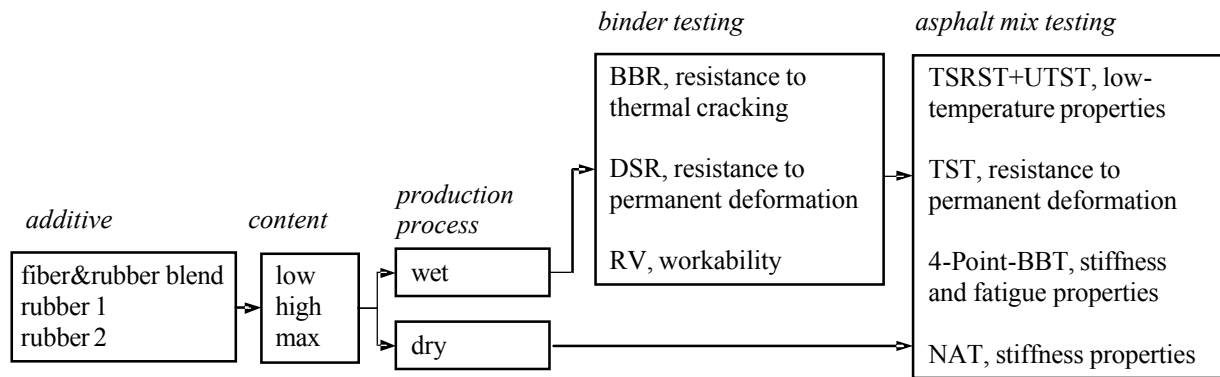 additive
fiber&rubber blend
rubber 1
rubber 2
content
low
high
max
production
process
wet
dry
binder testing
BBR, resistance to
thermal cracking
DSR, resistance to
permanent deformation
RV, workability
asphalt mix testing
TSRST+UTST, low-
temperature properties
TST, resistance to
permanent deformation
4-Point-BBT, stiffness
and fatigue properties
NAT, stiffness properties